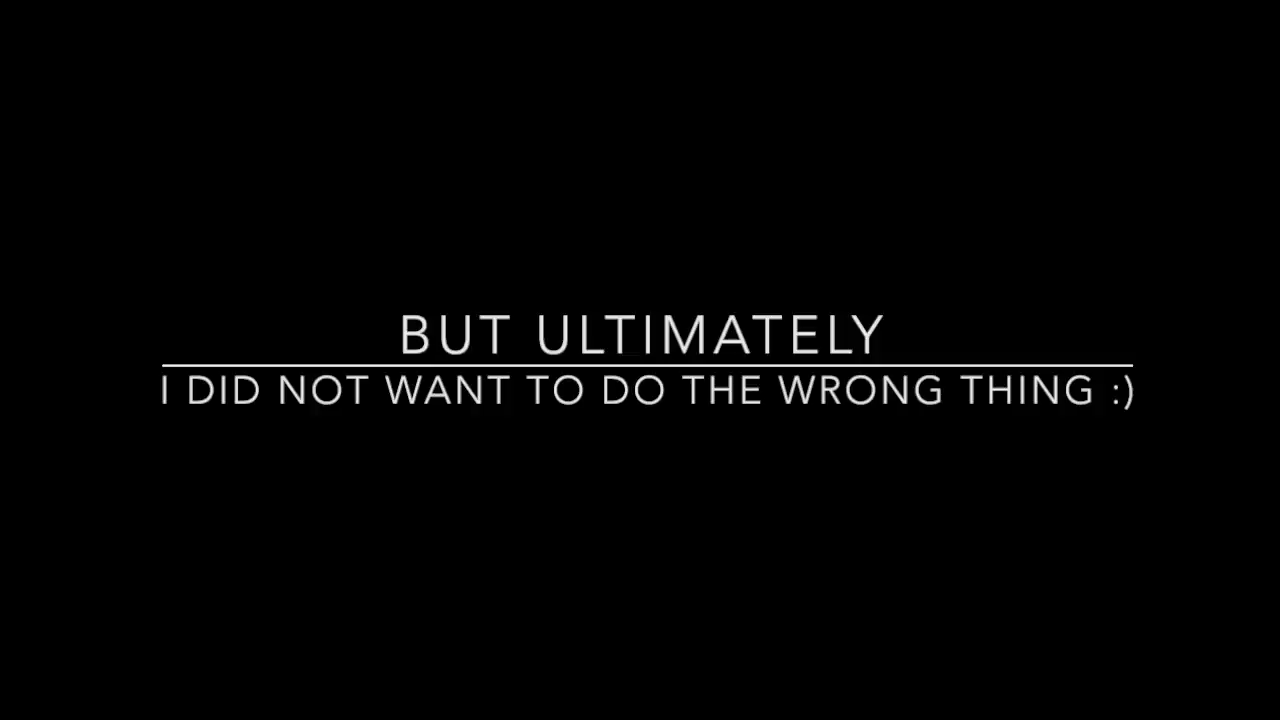 BUT ULTIMATELY
I DID NOT WANT TO DO THE WRONG THING :)